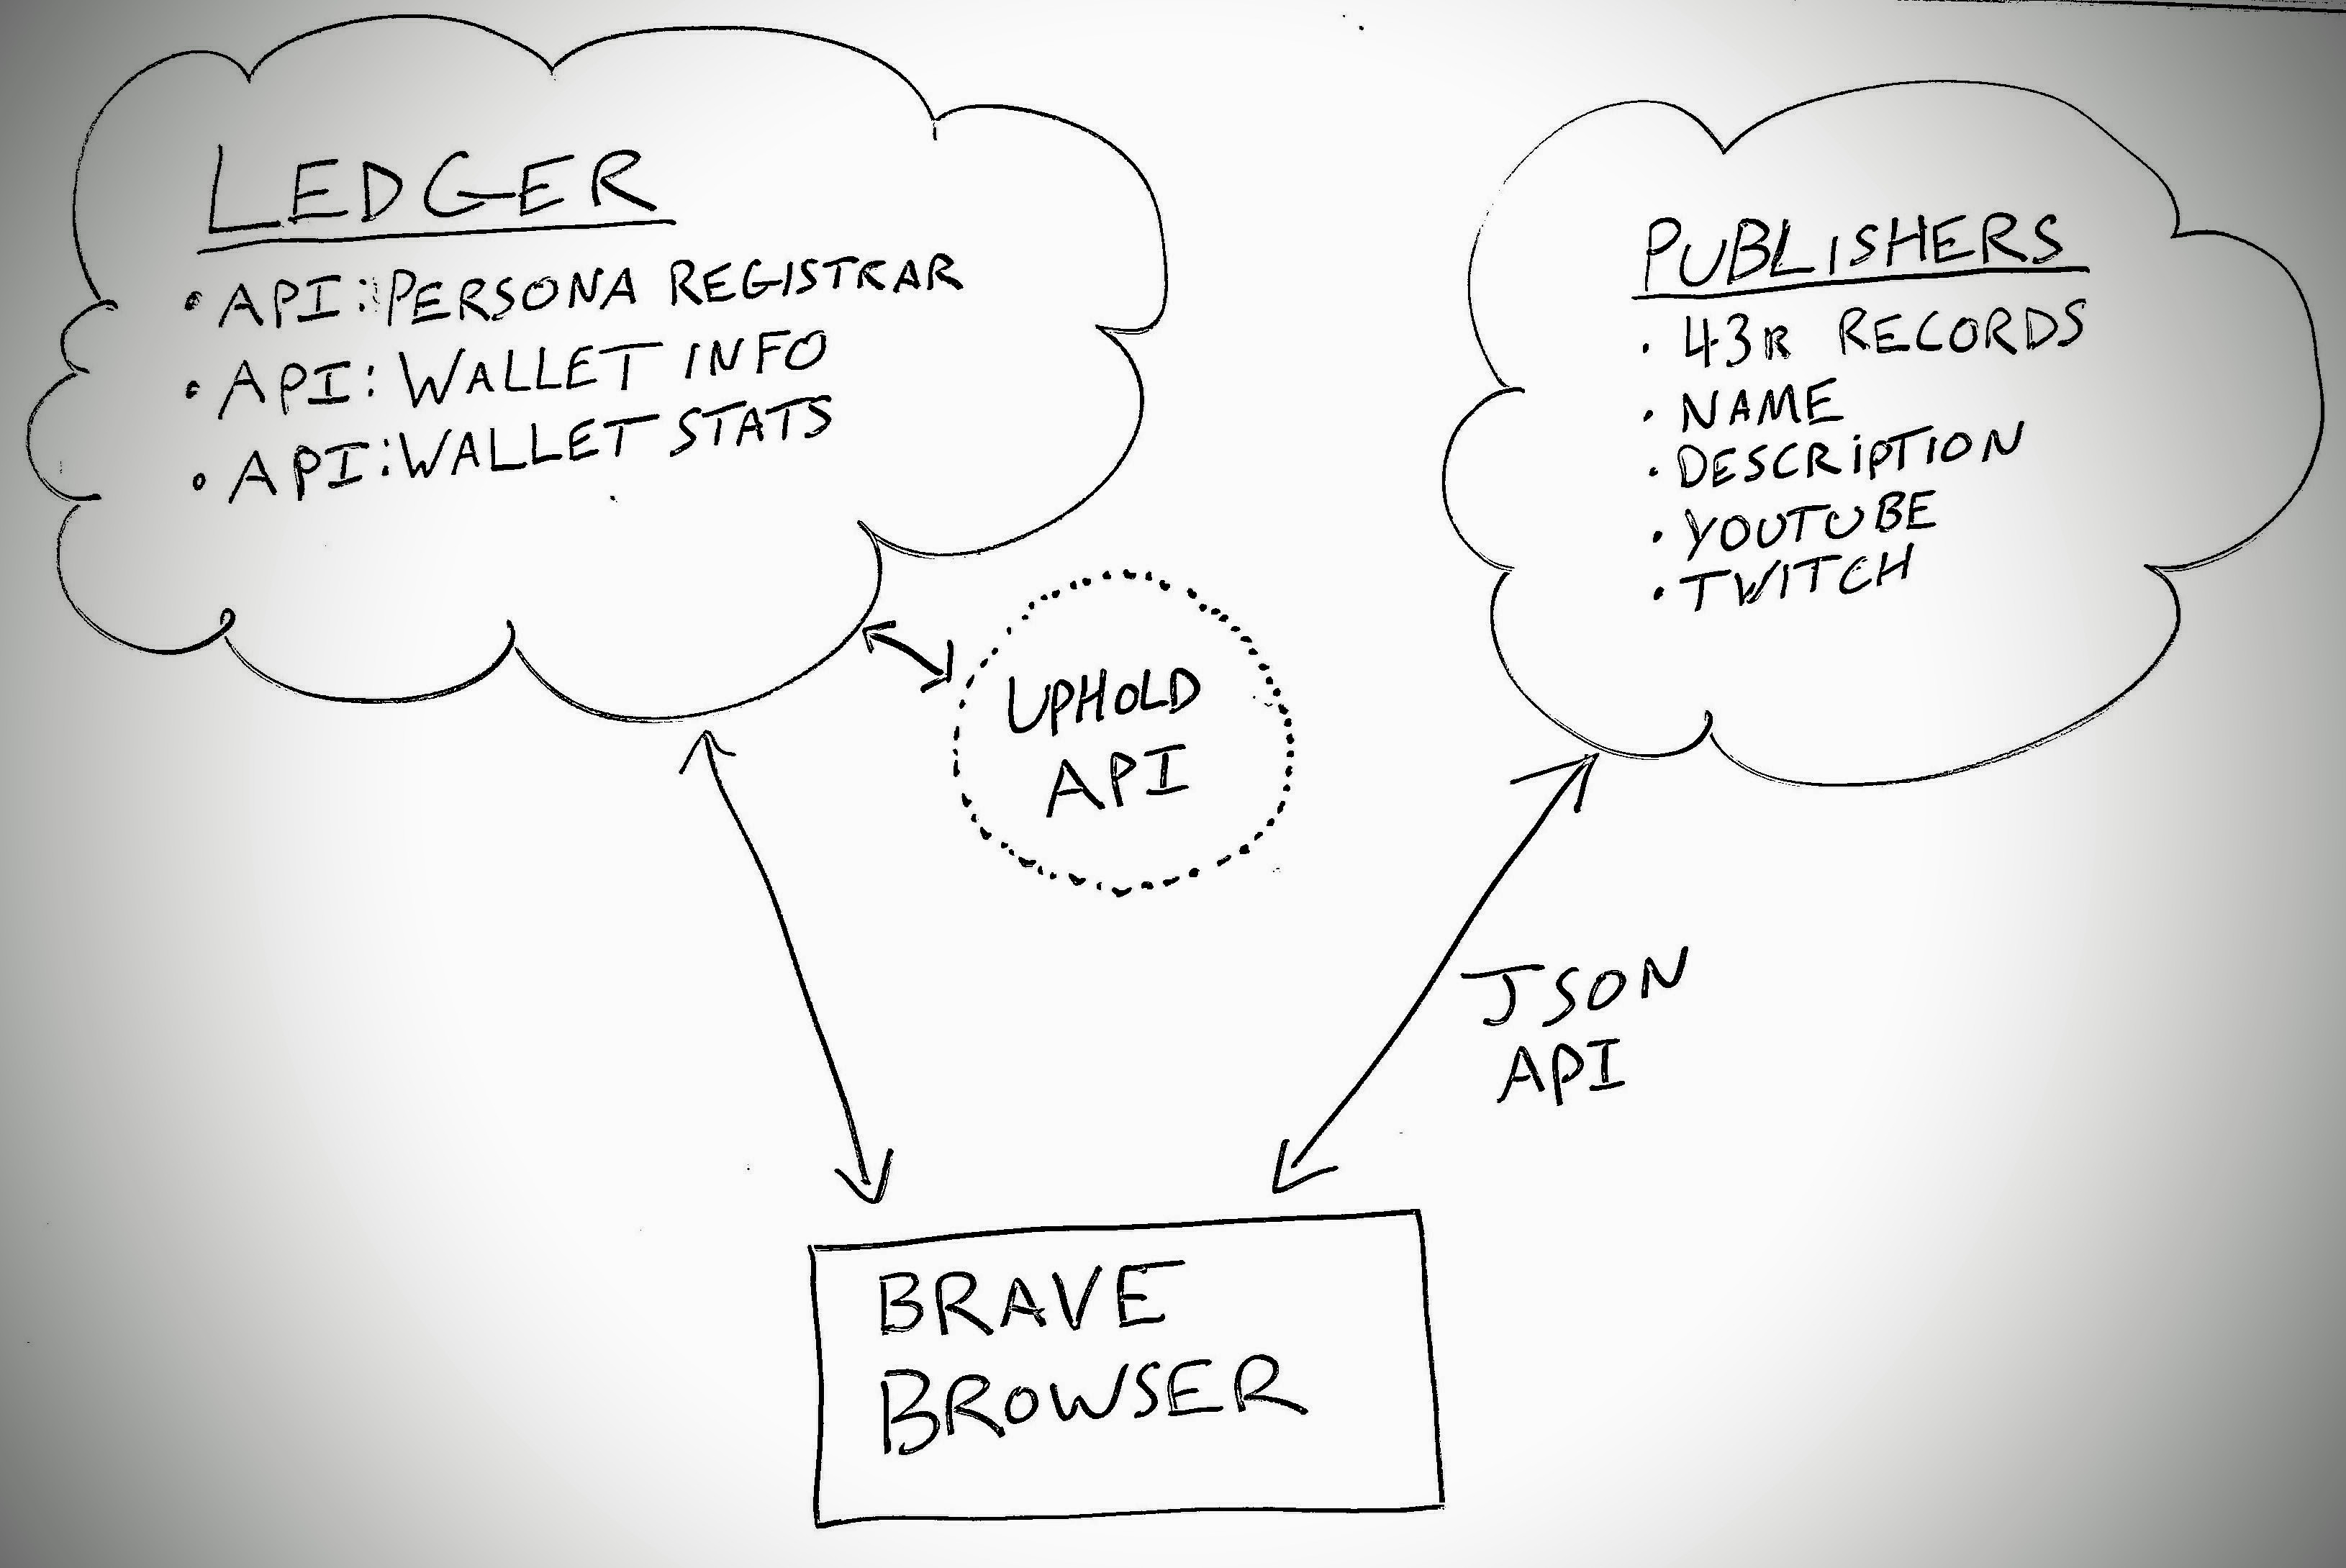 LEDGER
• API: PERSONA REGISTRAR
• API: WALLET INFO
• API: WALLET STATS
PUBLISHERS
• 43R RECORDS
• NAME
• DESCRIPTION
• YOUTUBE
• TWITCH
UPHOLD
API
JSON
API
BRAVE
BROWSER